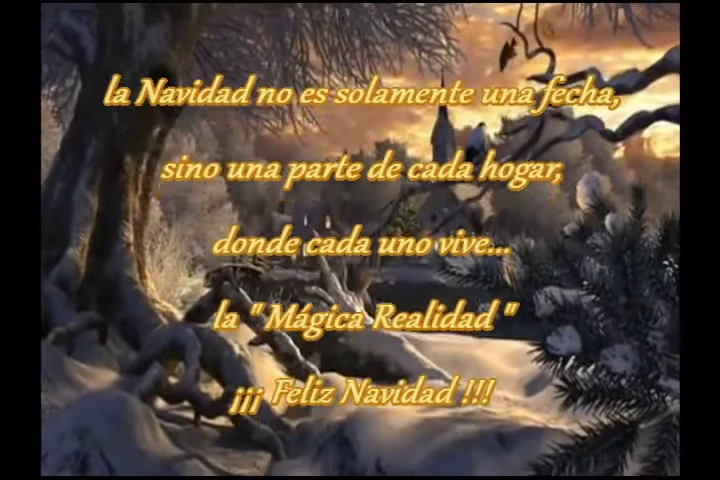 la Navidad no es solamente una fecha,
sino una parte de cada hogar,
donde cada uno vive...
la " Mágica Realidad "
¡¡¡ Feliz Navidad !!!